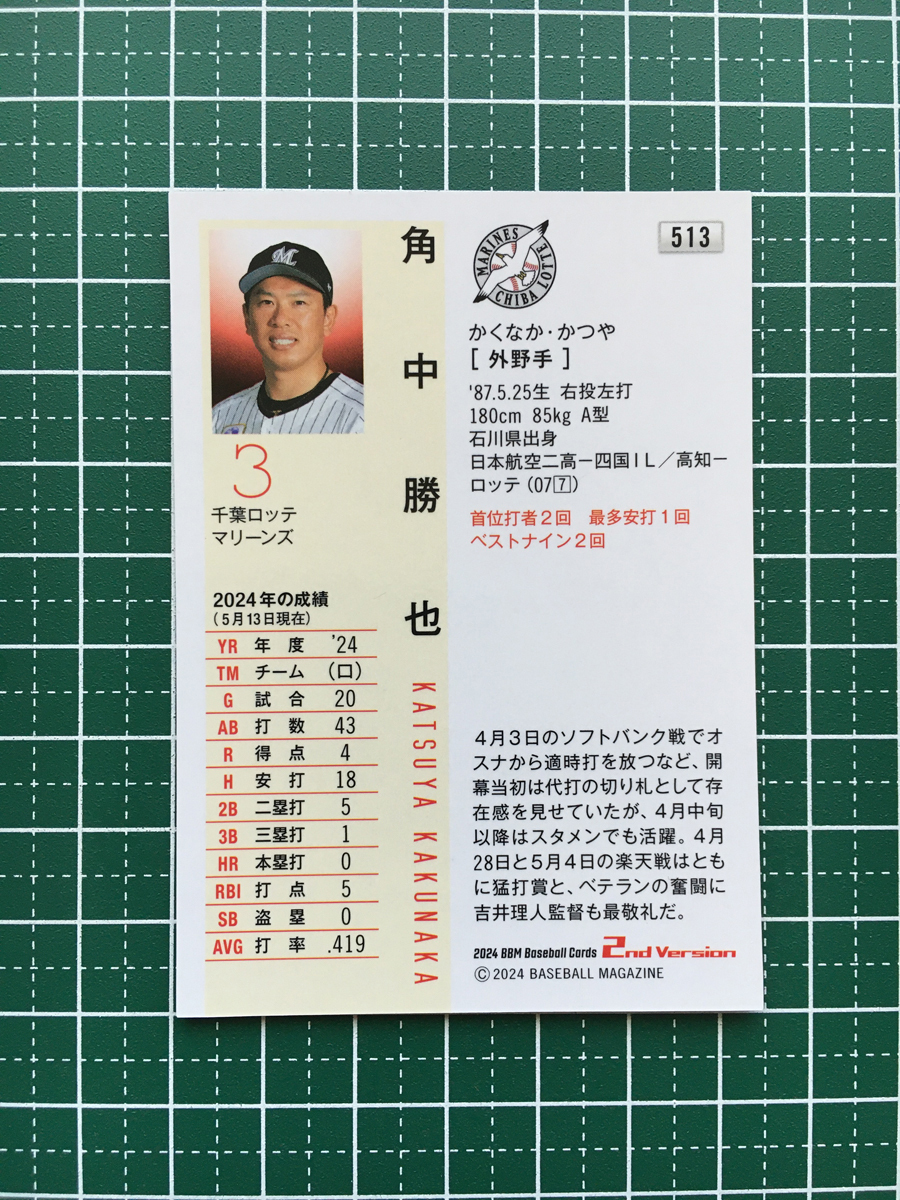 角中勝也
KATSUYA KAKUNAKA
M
3
千葉ロッテ
マリーンズ
2024年の成績
(5月13日現在)
YR 年度 '24
TM チーム (ロ)
G 試合 20
AB 打数 43
R 得点 4
H 安打 18
2B 二塁打 5
3B 三塁打 1
HR 本塁打 0
RBI 打点 5
SB 盗塁 0
AVG 打率 .419
MARINES
CHIBA LOTTE
513
かくなか・かつや
[ 外野手 ]
'87.5.25生 右投左打
180cm 85kg A型
石川県出身
日本航空二高－四国IL／高知－
ロッテ(07[7])
首位打者2回 最多安打1回
ベストナイン2回
4月3日のソフトバンク戦でオ
スナから適時打を放つなど、開
幕当初は代打の切り札として存
在感を見せていたが、4月中旬
以降はスタメンでも活躍。4月
28日と5月4日の楽天戦はとも
に猛打賞と、ベテランの奮闘に
吉井理人監督も最敬礼だ。
2024 BBM Baseball Cards 2nd Version
©2024 BASEBALL MAGAZINE